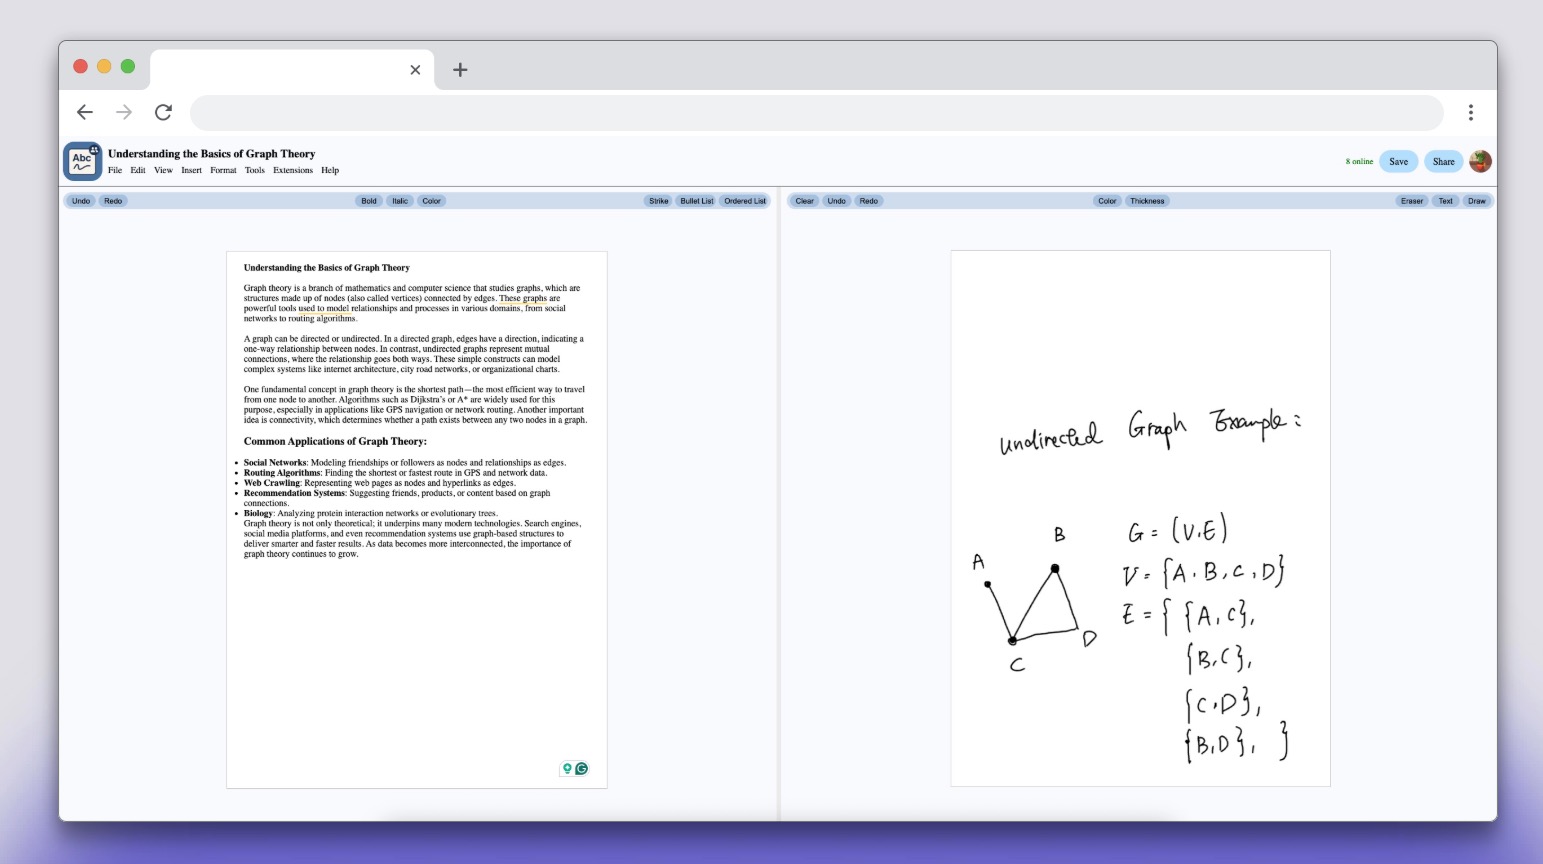 Abc
Understanding the Basics of Graph Theory
File Edit View Insert Format Tools Extensions Help
8 online Save Share
Undo Redo Bold Italic Color Strike Bullet List Ordered List
Clear Undo Redo Color Thickness Eraser Text Draw
Understanding the Basics of Graph Theory
Graph theory is a branch of mathematics and computer science that studies graphs, which are
structures made up of nodes (also called vertices) connected by edges. These graphs are
powerful tools used to model relationships and processes in various domains, from social
networks to routing algorithms.
A graph can be directed or undirected. In a directed graph, edges have a direction, indicating a
one-way relationship between nodes. In contrast, undirected graphs represent mutual
connections, where the relationship goes both ways. These simple constructs can model
complex systems like internet architecture, city road networks, or organizational charts.
One fundamental concept in graph theory is the shortest path—the most efficient way to travel
from one node to another. Algorithms such as Dijkstra's or A* are widely used for this
purpose, especially in applications like GPS navigation or network routing. Another important
idea is connectivity, which determines whether a path exists between any two nodes in a graph.
Common Applications of Graph Theory:
• Social Networks: Modeling friendships or followers as nodes and relationships as edges.
• Routing Algorithms: Finding the shortest or fastest route in GPS and network data.
• Web Crawling: Representing web pages as nodes and hyperlinks as edges.
• Recommendation Systems: Suggesting friends, products, or content based on graph
connections.
• Biology: Analyzing protein interaction networks or evolutionary trees.
Graph theory is not only theoretical; it underpins many modern technologies. Search engines,
social media platforms, and even recommendation systems use graph-based structures to
deliver smarter and faster results. As data becomes more interconnected, the importance of
graph theory continues to grow.
undirected Graph Example:
A
B
C
D
G = (V,E)
V = {A, B, C, D}
E = { {A, C},
{B, C},
{C, D},
{B, D}, }